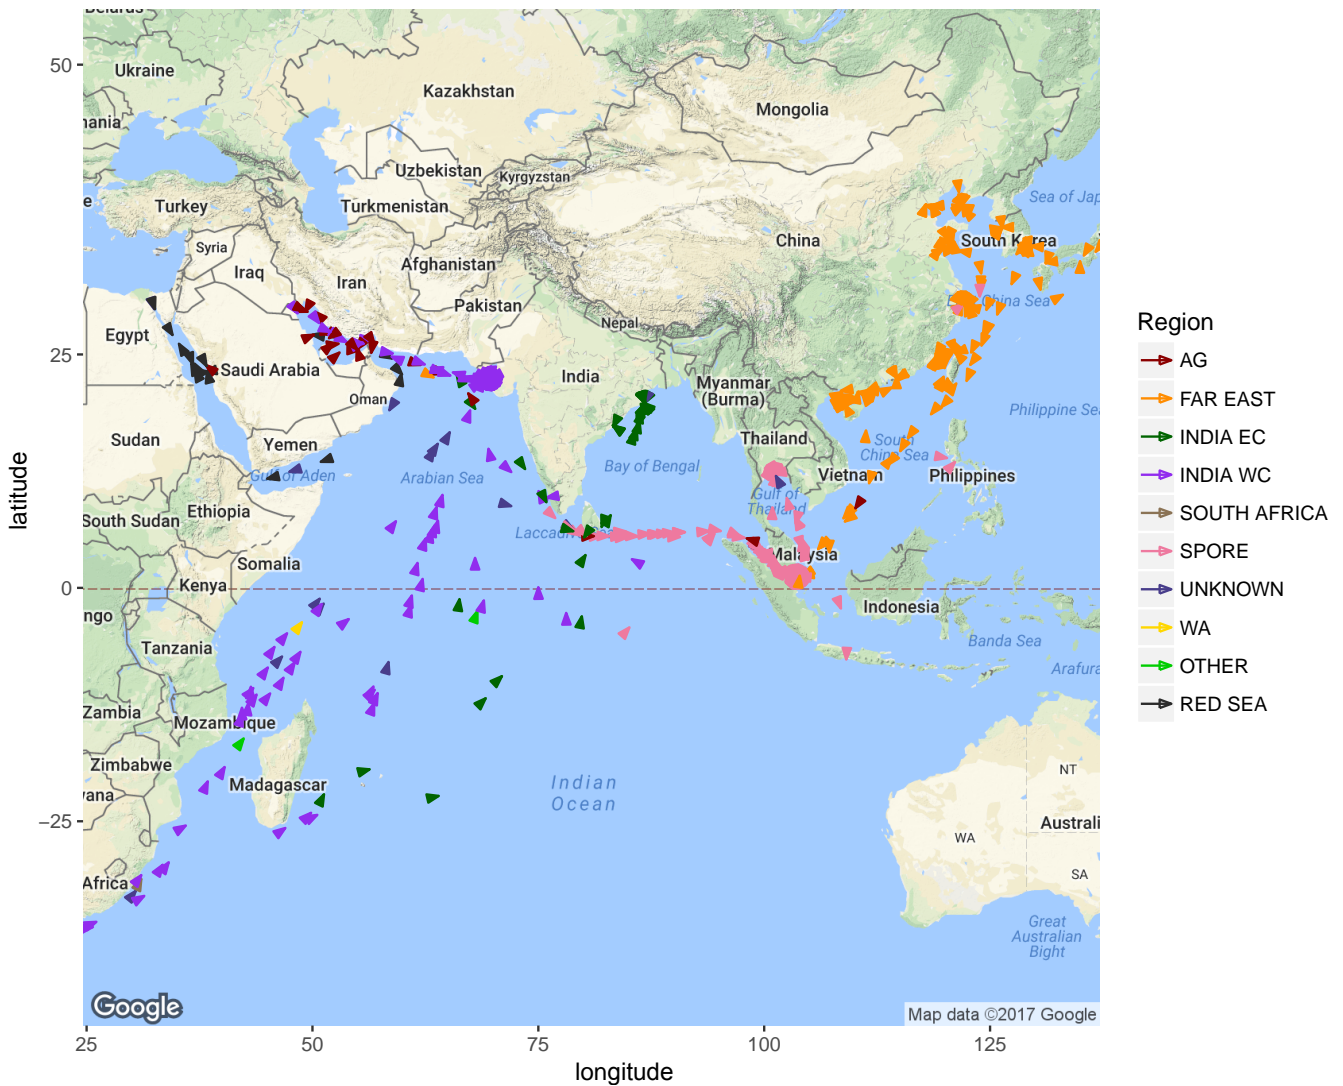 Belarus
50
Ukraine
Kazakhstan
Mongolia
nania
Uzbekistan
Kyrgyzstan
Turkmenistan
e
Turkey
Sea of Jap
Syria
China
South Korea
Afghanistan
Iraq
Iran
Pakistan
East China Sea
Egypt
Nepal
25
Saudi Arabia
India
Myanmar
(Burma)
Oman
Philippine Sea
Sudan
Yemen
Thailand
South
China Sea
Bay of Bengal
Gulf of Aden
Arabian Sea
Vietnam
Philippines
Gulf of
Thailand
Ethiopia
South Sudan
Laccadive Sea
Malaysia
Somalia
0
Kenya
Indonesia
ngo
Tanzania
Banda Sea
Arafura
Zambia
Mozambique
Zimbabwe
NT
Madagascar
Indian
Ocean
wana
−25
Australi
WA
SA
Africa
Great
Australian
Bight
Google
Map data ©2017 Google
25
50
75
100
125
longitude
latitude
Region
AG
FAR EAST
INDIA EC
INDIA WC
SOUTH AFRICA
SPORE
UNKNOWN
WA
OTHER
RED SEA